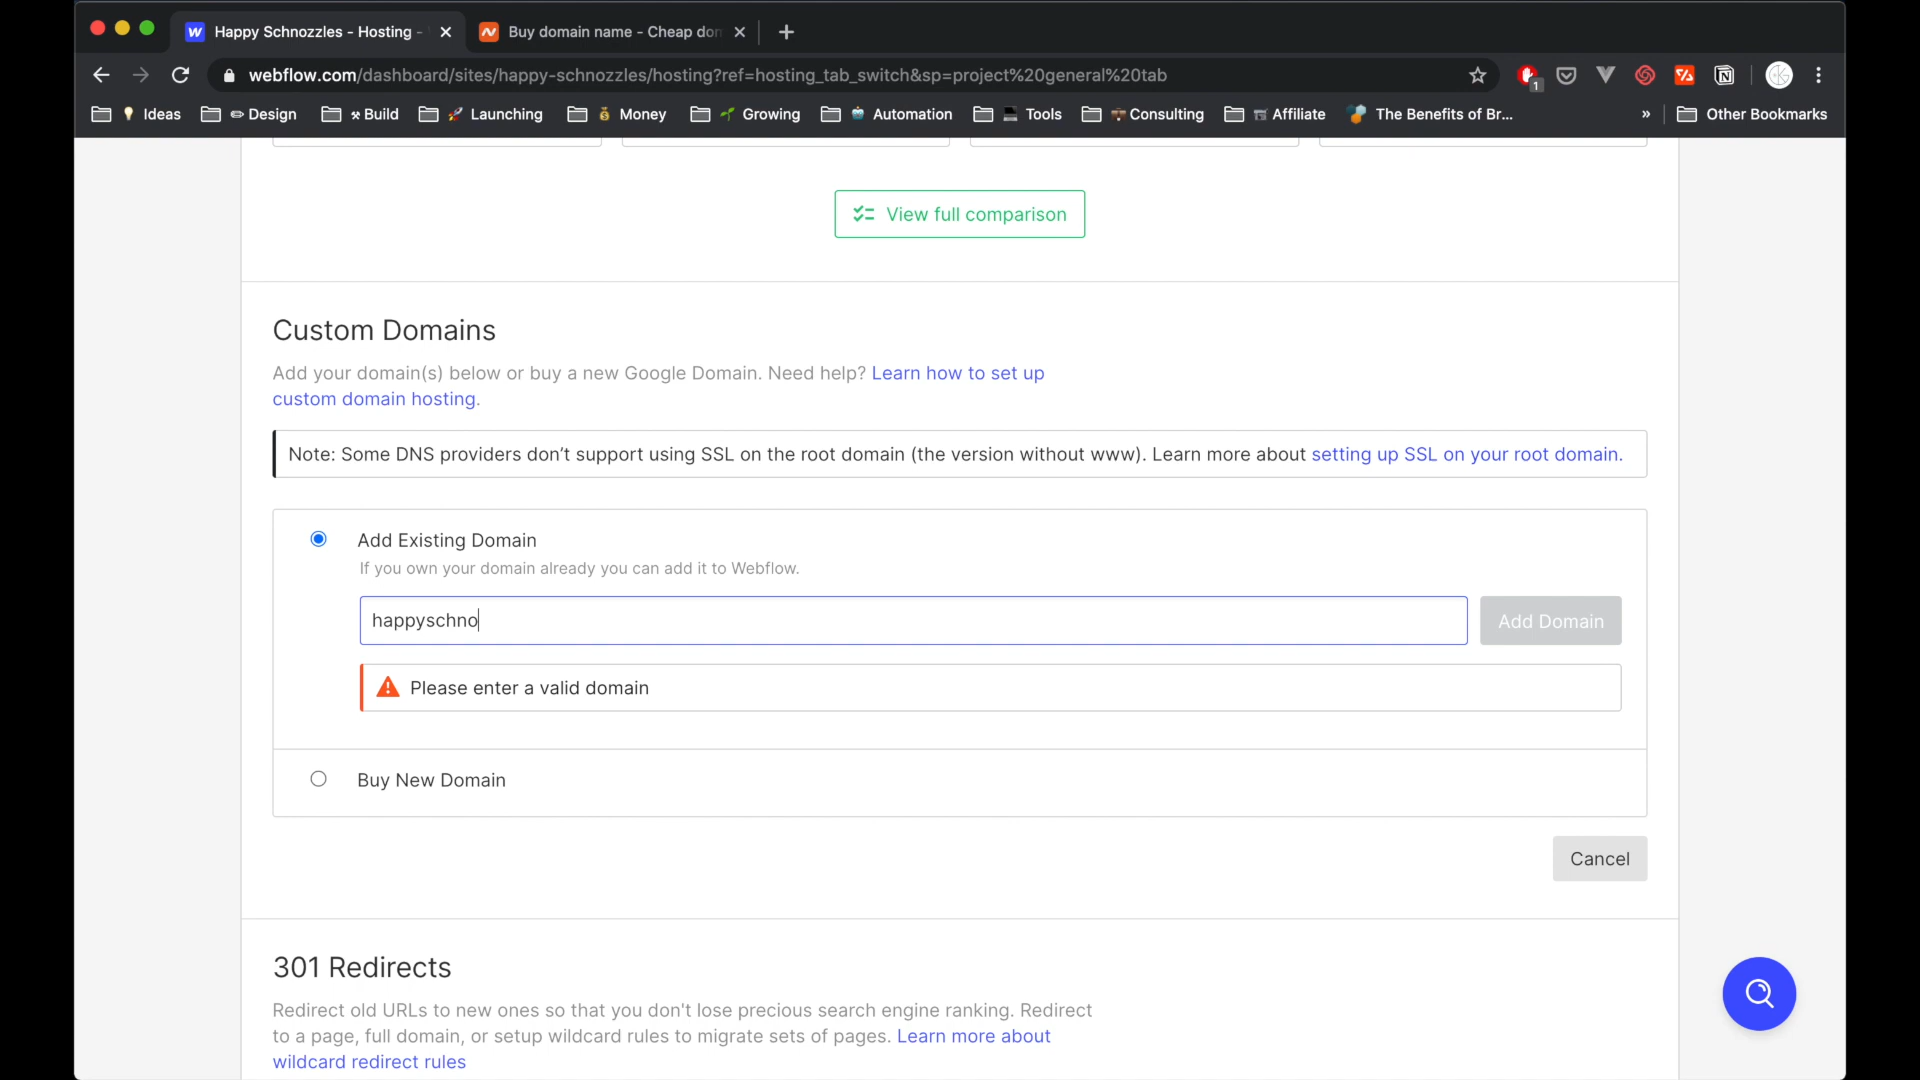 Happy Schnozzles - Hosting -
Buy domain name - Cheap don
webflow.com/dashboard/sites/happy-schnozzles/hosting?ref=hosting_tab_switch&sp=project%20general%20tab
1
Ideas
Design
Build
Launching
Money
Growing
Automation
Tools
Consulting
Affiliate
The Benefits of Br...
»
Other Bookmarks
View full comparison
Custom Domains
Add your domain(s) below or buy a new Google Domain. Need help? Learn how to set up
custom domain hosting.
Note: Some DNS providers don’t support using SSL on the root domain (the version without www). Learn more about setting up SSL on your root domain.
Add Existing Domain
If you own your domain already you can add it to Webflow.
happyschno
Add Domain
Please enter a valid domain
Buy New Domain
Cancel
301 Redirects
Redirect old URLs to new ones so that you don't lose precious search engine ranking. Redirect
to a page, full domain, or setup wildcard rules to migrate sets of pages. Learn more about
wildcard redirect rules